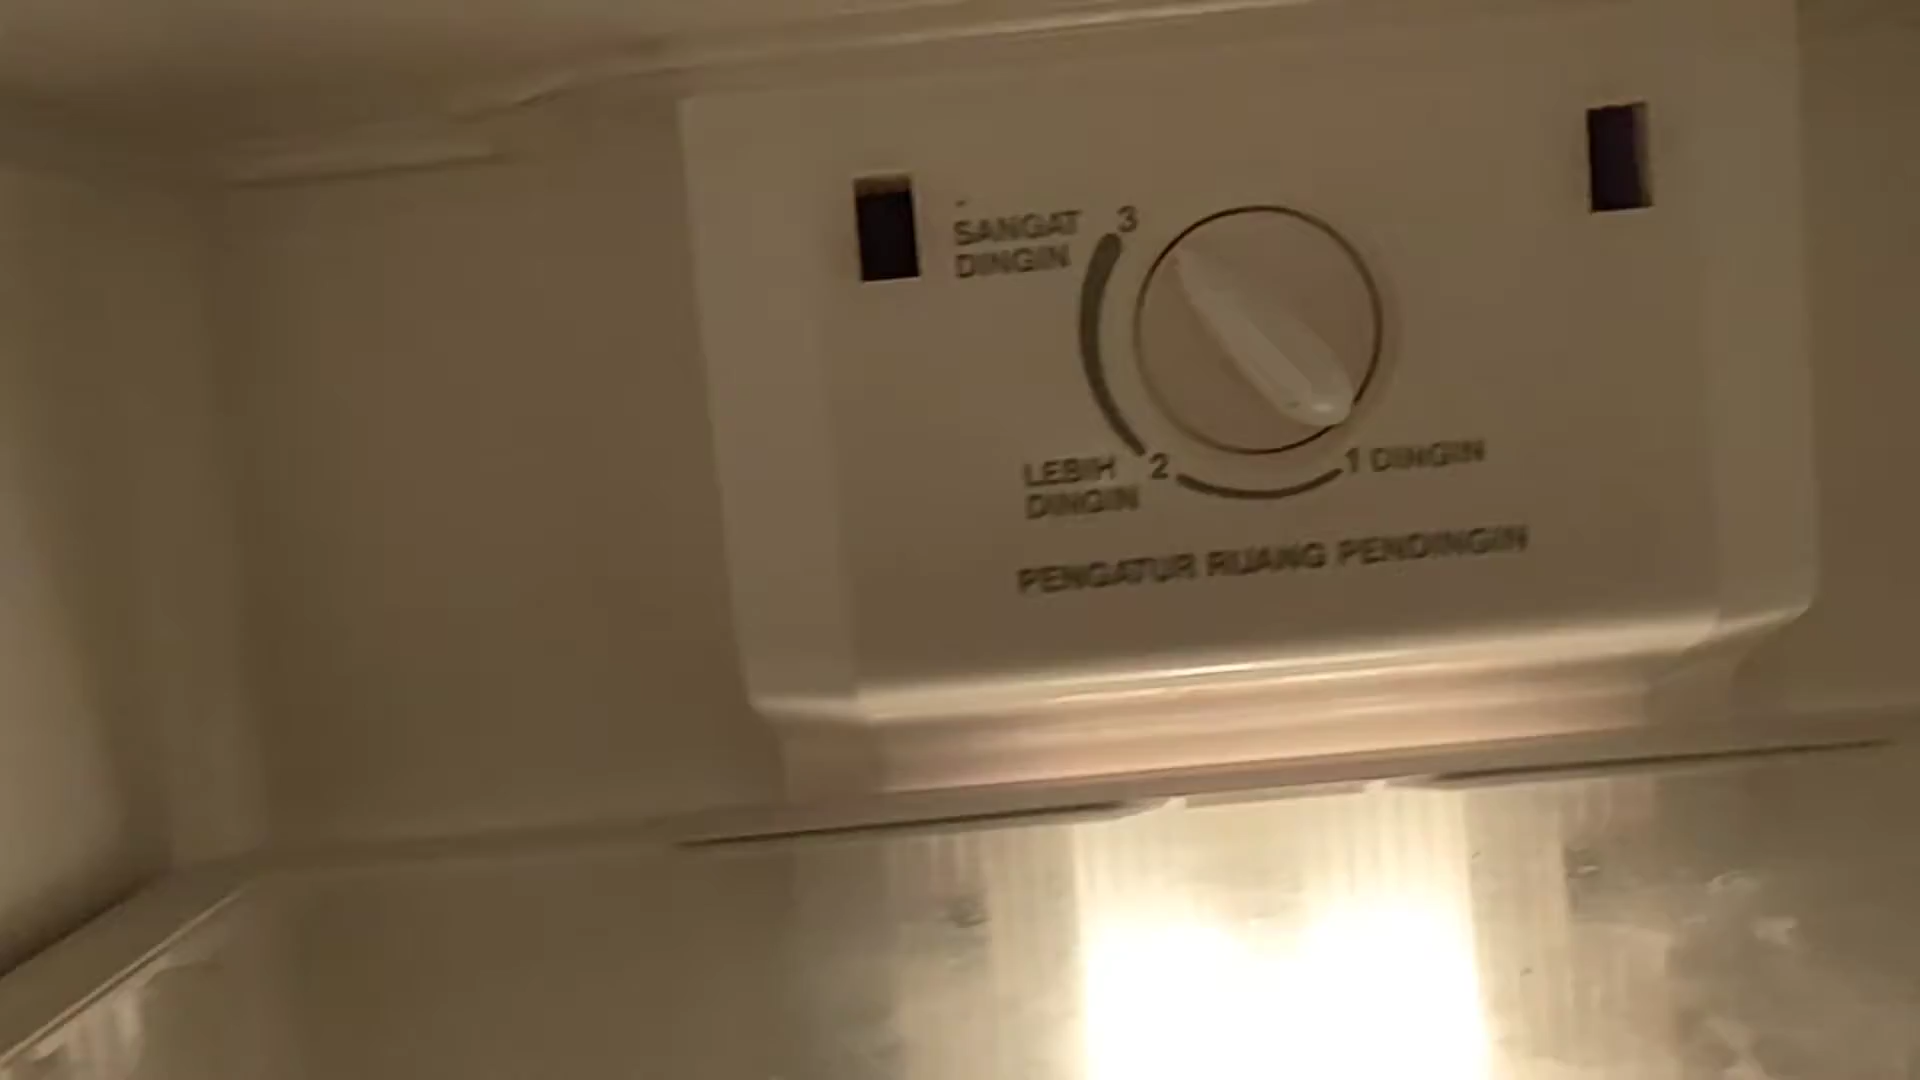 SANGAT 3
DINGIN
LEBIH 2 1 DINGIN
DINGIN
PENGATUR RUANG PENDINGIN